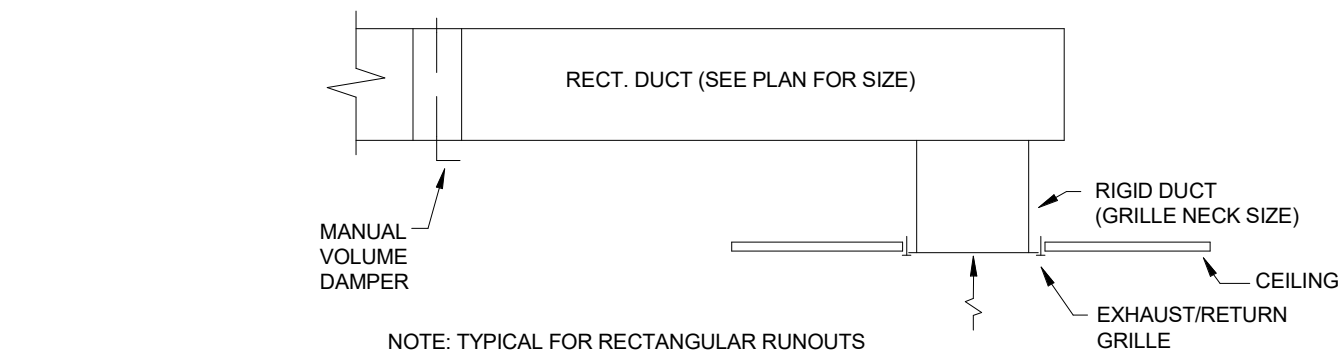 RECT. DUCT (SEE PLAN FOR SIZE)
RIGID DUCT
(GRILLE NECK SIZE)
MANUAL
VOLUME
DAMPER
CEILING
EXHAUST/RETURN
GRILLE
NOTE: TYPICAL FOR RECTANGULAR RUNOUTS